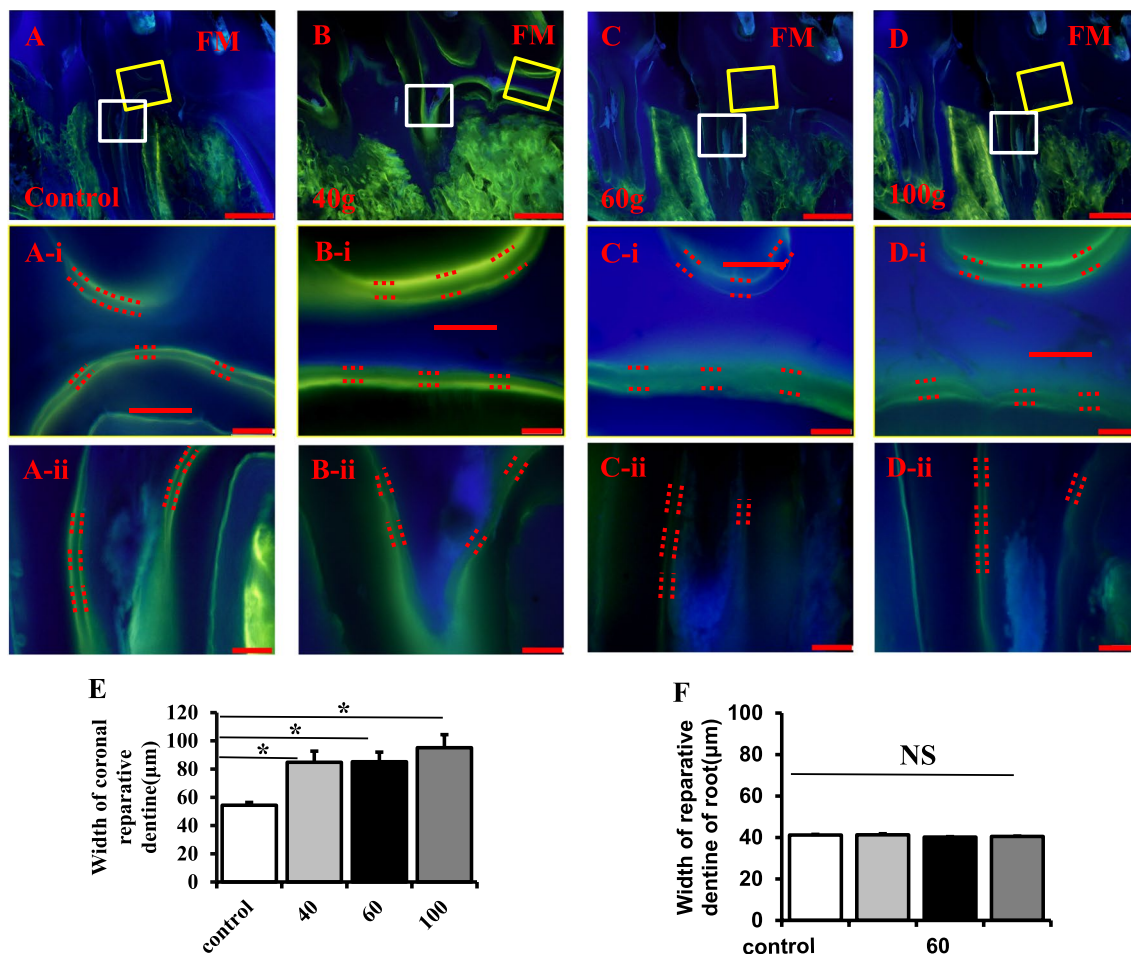 A FM
B FM
C FM
D FM
Control
40g
60g
100g
A-i
B-i
C-i
D-i
A-ii
B-ii
C-ii
D-ii
E
Width of coronal
reparative
dentine(μm)
120
100
80
60
40
20
0
*
*
*
control
40
60
100
F
Width of reparative
dentine of root(μm)
100
80
60
40
20
0
NS
control
60